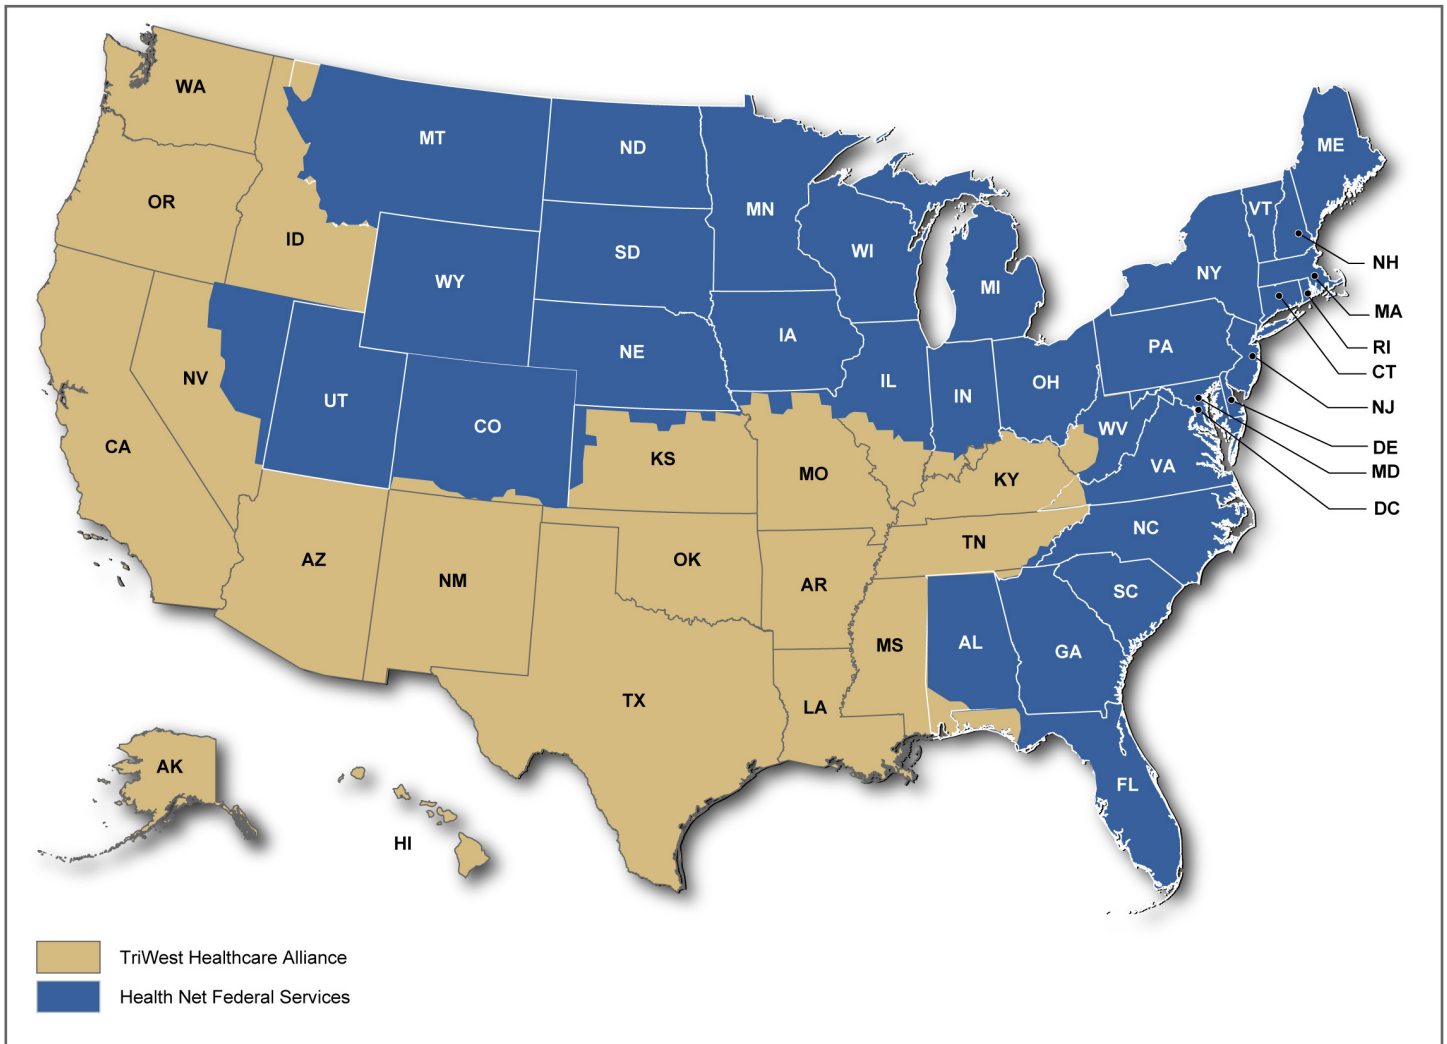 WA
MT
ND
ME
OR
MN
VT
ID
SD
WI
NH
WY
NY
MI
MA
IA
NE
PA
RI
CT
NV
UT
IL
IN
OH
NJ
CO
WV
DE
CA
KS
MO
KY
VA
MD
DC
NC
AZ
NM
OK
TN
AR
SC
MS
AL
GA
TX
LA
AK
FL
HI
TriWest Healthcare Alliance
Health Net Federal Services